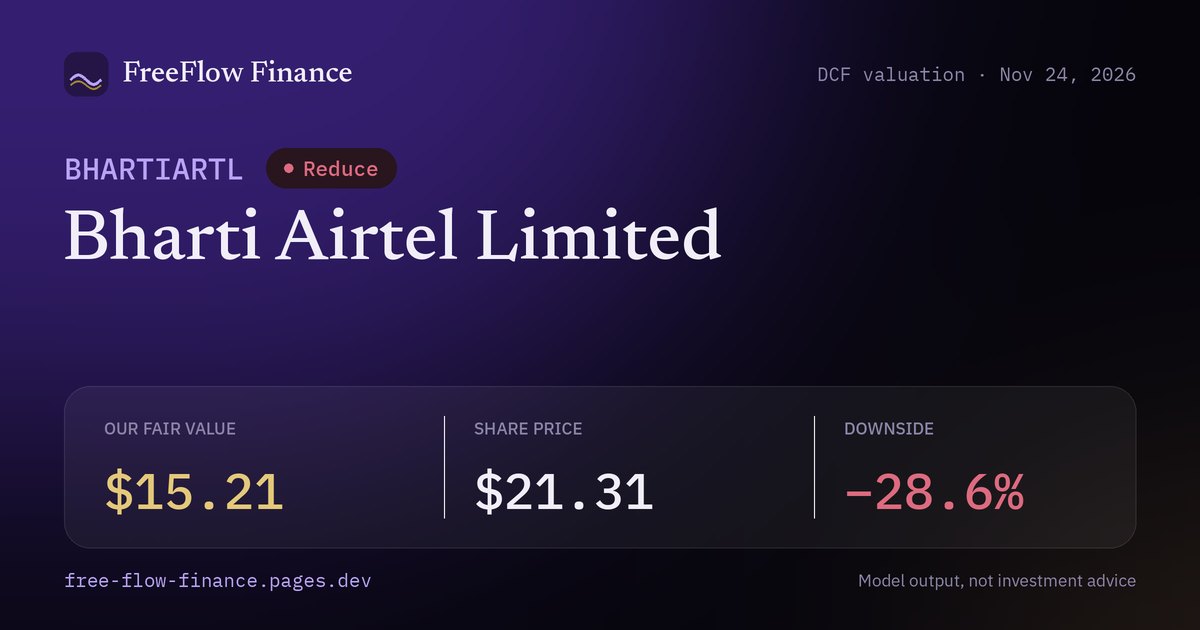 FreeFlow Finance
DCF valuation · Nov 24, 2026
BHARTIARTL
Reduce
Bharti Airtel Limited
OUR FAIR VALUE
$15.21
SHARE PRICE
$21.31
DOWNSIDE
−28.6%
free-flow-finance.pages.dev
Model output, not investment advice